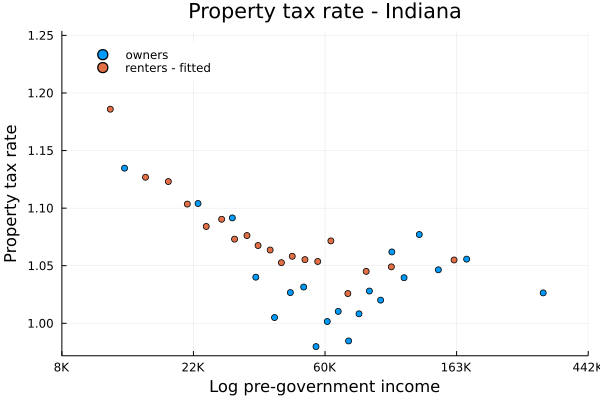 Property tax rate - Indiana
1.25
owners
renters - fitted
1.20
1.15
1.10
1.05
1.00
Property tax rate
8K
22K
60K
163K
442K
Log pre-government income